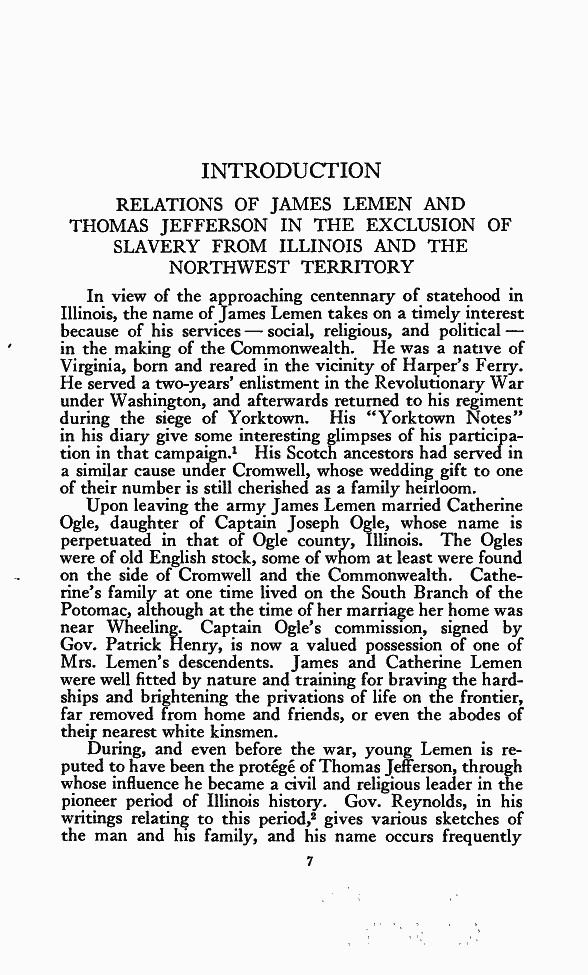 INTRODUCTION
RELATIONS OF JAMES LEMEN AND
THOMAS JEFFERSON IN THE EXCLUSION OF
SLAVERY FROM ILLINOIS AND THE
NORTHWEST TERRITORY
In view of the approaching centennary of statehood in
Illinois, the name of James Lemen takes on a timely interest
because of his services — social, religious, and political —
in the making of the Commonwealth. He was a native of
Virginia, born and reared in the vicinity of Harper's Ferry.
He served a two-years' enlistment in the Revolutionary War
under Washington, and afterwards returned to his regiment
during the siege of Yorktown. His "Yorktown Notes"
in his diary give some interesting glimpses of his participa-
tion in that campaign.¹ His Scotch ancestors had served in
a similar cause under Cromwell, whose wedding gift to one
of their number is still cherished as a family heirloom.
Upon leaving the army James Lemen married Catherine
Ogle, daughter of Captain Joseph Ogle, whose name is
perpetuated in that of Ogle county, Illinois. The Ogles
were of old English stock, some of whom at least were found
on the side of Cromwell and the Commonwealth. Cathe-
rine's family at one time lived on the South Branch of the
Potomac, although at the time of her marriage her home was
near Wheeling. Captain Ogle's commission, signed by
Gov. Patrick Henry, is now a valued possession of one of
Mrs. Lemen's descendents. James and Catherine Lemen
were well fitted by nature and training for braving the hard-
ships and brightening the privations of life on the frontier,
far removed from home and friends, or even the abodes of
their nearest white kinsmen.
During, and even before the war, young Lemen is re-
puted to have been the protégé of Thomas Jefferson, through
whose influence he became a civil and religious leader in the
pioneer period of Illinois history. Gov. Reynolds, in his
writings relating to this period,² gives various sketches of
the man and his family, and his name occurs frequently
7